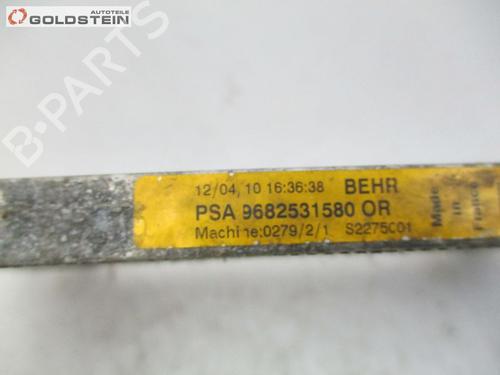 AUTOTEILE
GOLDSTEIN
B-PARTS
12/04, 10 16:36:38 BEHR
PSA 9682531580 OR
Machine:0279/2/1 S2275C01
Made
in
France